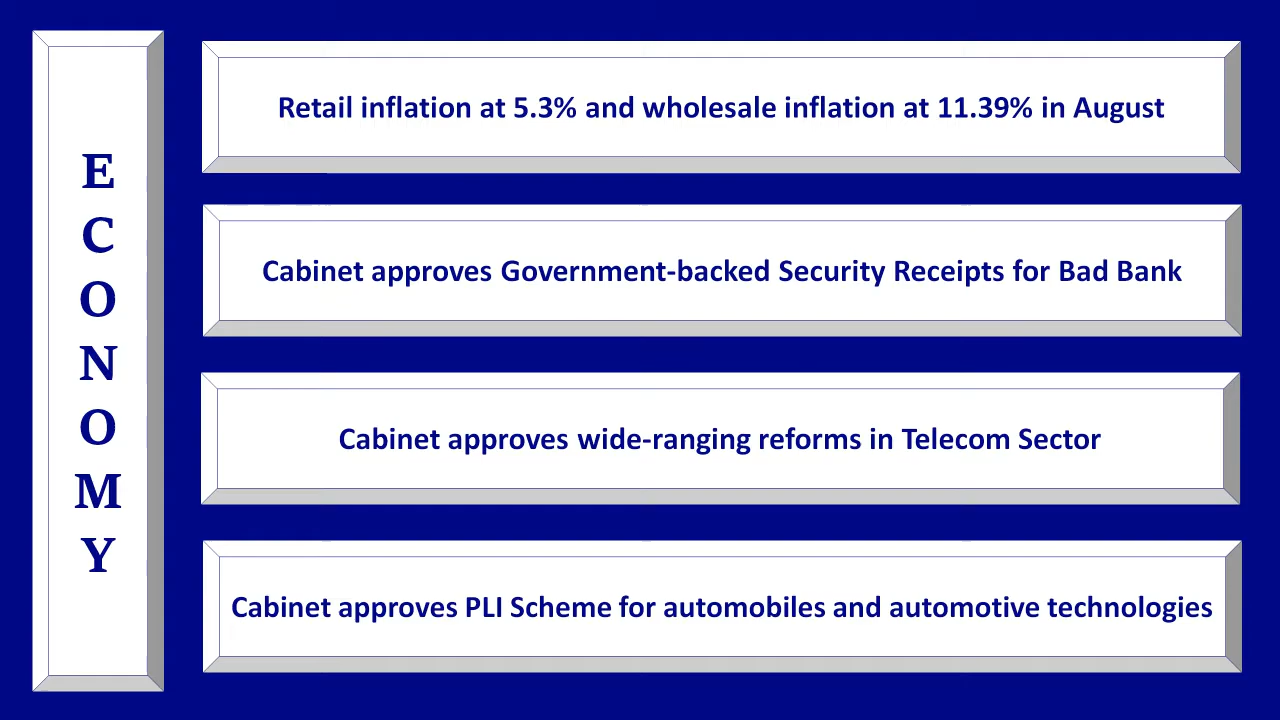 E
C
O
N
O
M
Y
Retail inflation at 5.3% and wholesale inflation at 11.39% in August
Cabinet approves Government-backed Security Receipts for Bad Bank
Cabinet approves wide-ranging reforms in Telecom Sector
Cabinet approves PLI Scheme for automobiles and automotive technologies